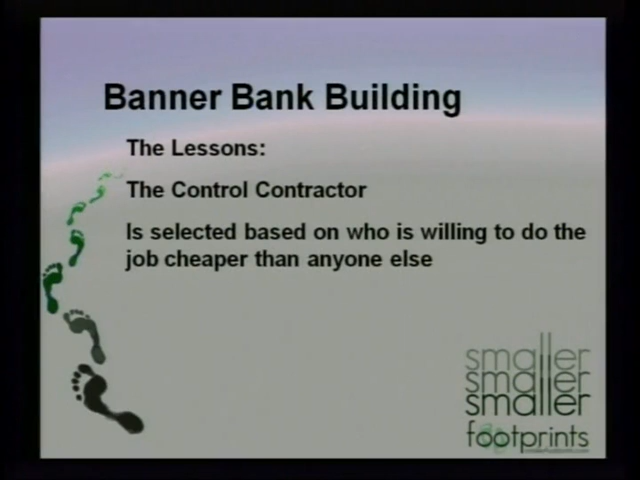 Banner Bank Building
The Lessons:
The Control Contractor
Is selected based on who is willing to do the
job cheaper than anyone else
smaller
smaller
smaller
footprints